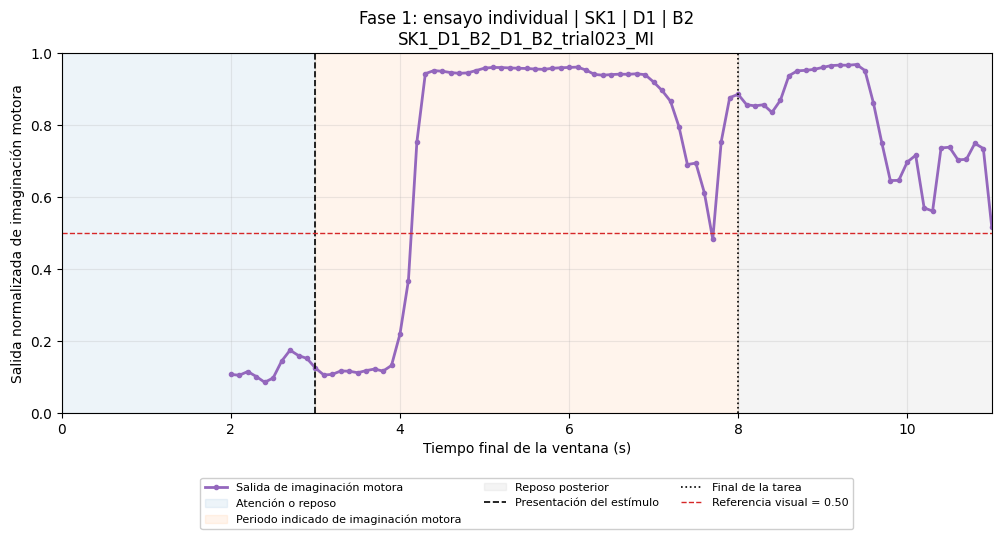 Fase 1: ensayo individual | SK1 | D1 | B2
SK1_D1_B2_D1_B2_trial023_MI
Salida normalizada de imaginación motora
1.0
0.8
0.6
0.4
0.2
0.0
0 2 4 6 8 10
Tiempo final de la ventana (s)
Salida de imaginación motora
Atención o reposo
Periodo indicado de imaginación motora
Reposo posterior
Presentación del estímulo
Final de la tarea
Referencia visual = 0.50